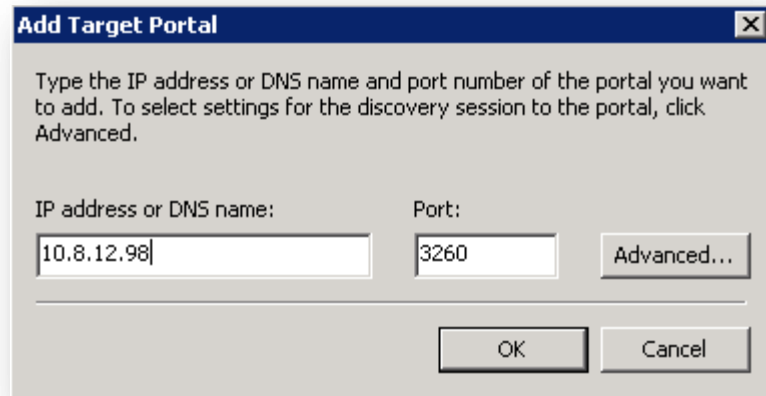 Add Target Portal
Type the IP address or DNS name and port number of the portal you want
to add. To select settings for the discovery session to the portal, click
Advanced.
IP address or DNS name: Port:
10.8.12.98 3260 Advanced...
OK Cancel